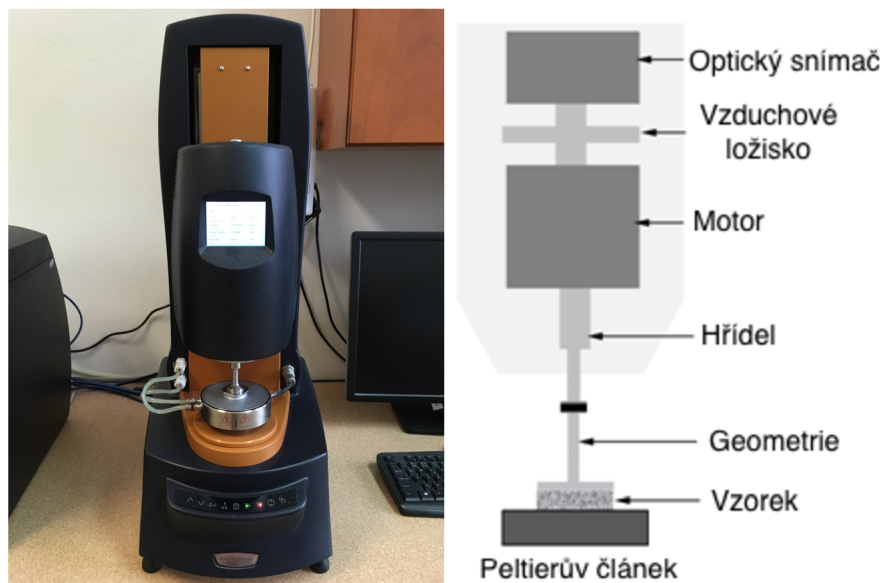 Optický snímač
Vzduchové
ložisko
Motor
Hřídel
Geometrie
Vzorek
Peltierův článek